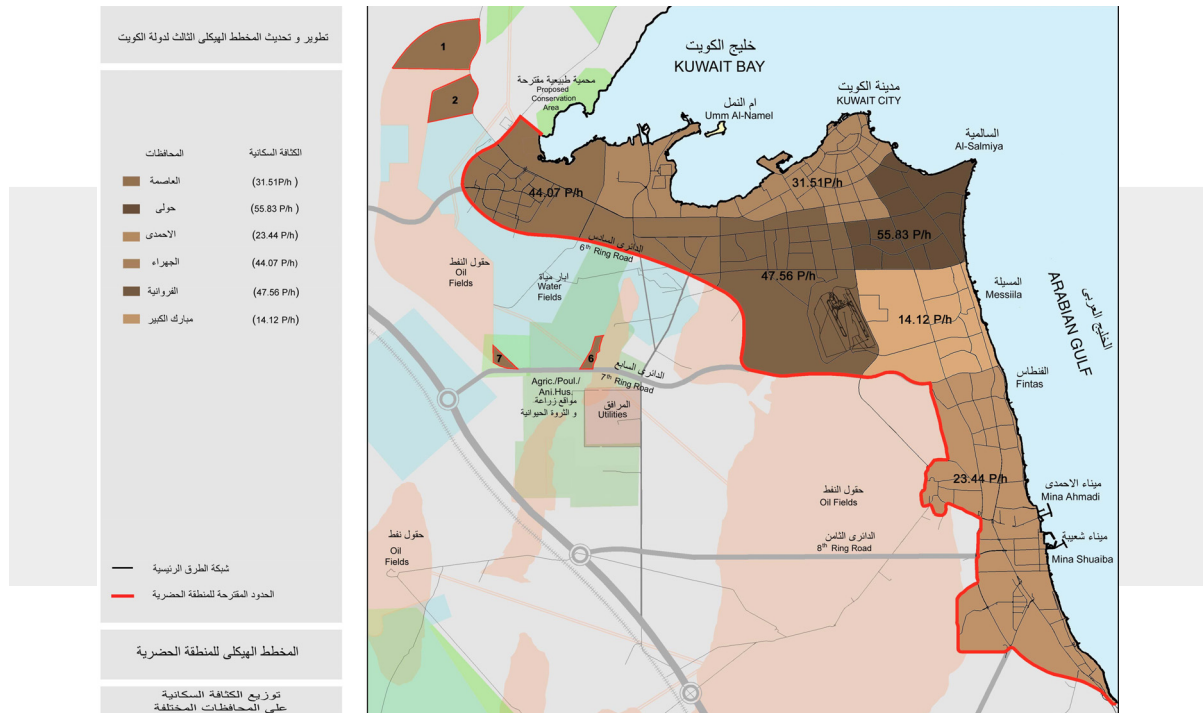 تطوير و تحديث المخطط الهيكلى الثالث لدولة الكويت
المحافظات
الكثافة السكانية
العاصمة
(31.51P/h )
حولى
(55.83 P/h )
الاحمدى
(23.44 P/h)
الجهراء
(44.07 P/h)
الفروانية
(47.56 P/h)
مبارك الكبير
(14.12 P/h)
شبكة الطرق الرئيسية
الحدود المقترحة للمنطقة الحضرية
المخطط الهيكلى للمنطقة الحضرية
توزيع الكثافة السكانية
على المحافظات المختلفة
1
2
محمية طبيعية مقترحة
Proposed
Conservation
Area
خليج الكويت
KUWAIT BAY
ام النمل
Umm Al-Namel
مدينة الكويت
KUWAIT CITY
السالمية
Al-Salmiya
44.07 P/h
31.51P/h
55.83 P/h
47.56 P/h
14.12 P/h
الدائرى السادس
6th Ring Road
حقول النفط
Oil
Fields
ابار مياة
Water
Fields
المسيلة
Messiila
الخليج العربى
ARABIAN GULF
7
6
الدائرى السابع
7th Ring Road
الفنطاس
Fintas
Agric./Poul./
Ani.Hus.
مواقع زراعة
و الثروة الحيوانية
المرافق
Utilities
23.44 P/h
حقول النفط
Oil Fields
ميناء الاحمدى
Mina Ahmadi
ميناء شعيبة
Mina Shuaiba
الدائرى الثامن
8th Ring Road
حقول نفط
Oil
Fields